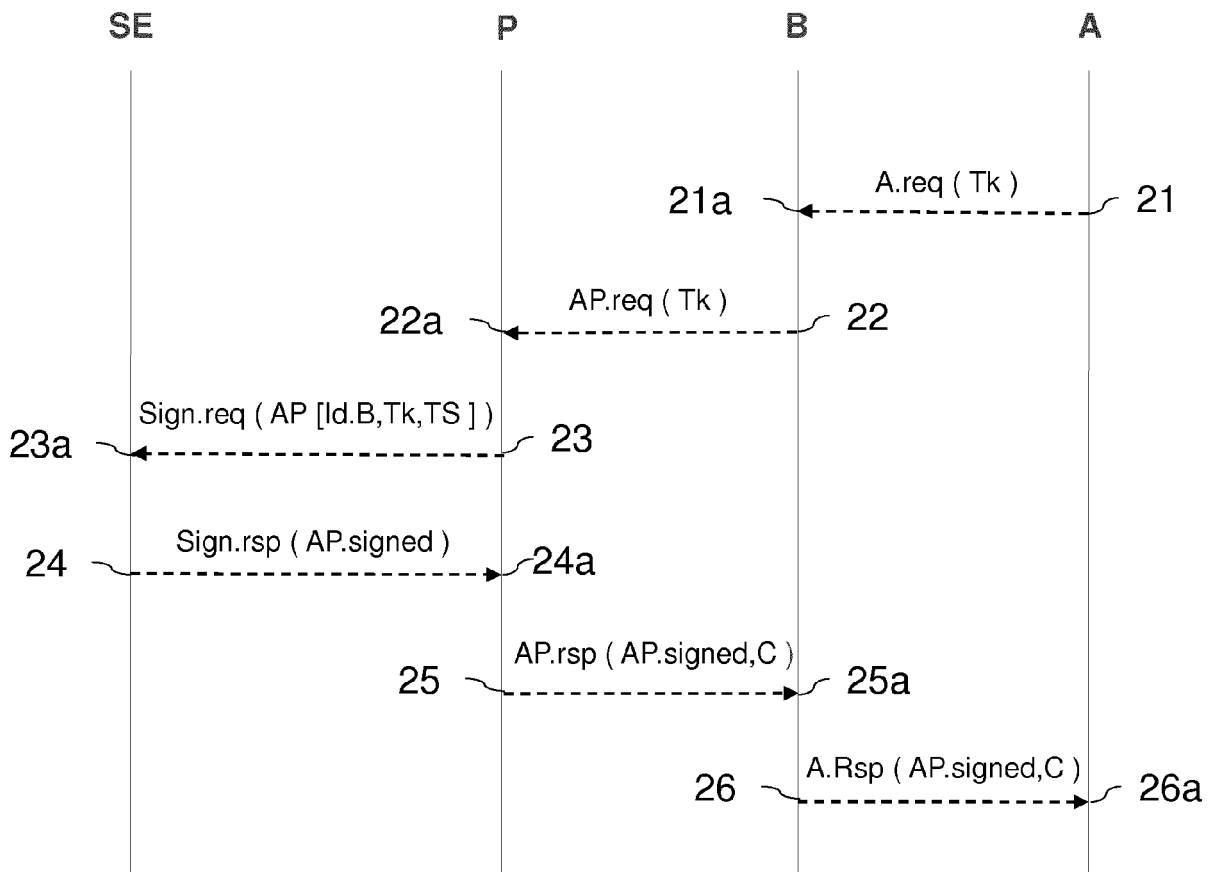 SE P B A
A.req ( Tk )
21a 21
AP.req ( Tk )
22a 22
Sign.req ( AP [Id.B,Tk,TS ] )
23a 23
Sign.rsp ( AP.signed )
24 24a
AP.rsp ( AP.signed,C )
25 25a
A.Rsp ( AP.signed,C )
26 26a